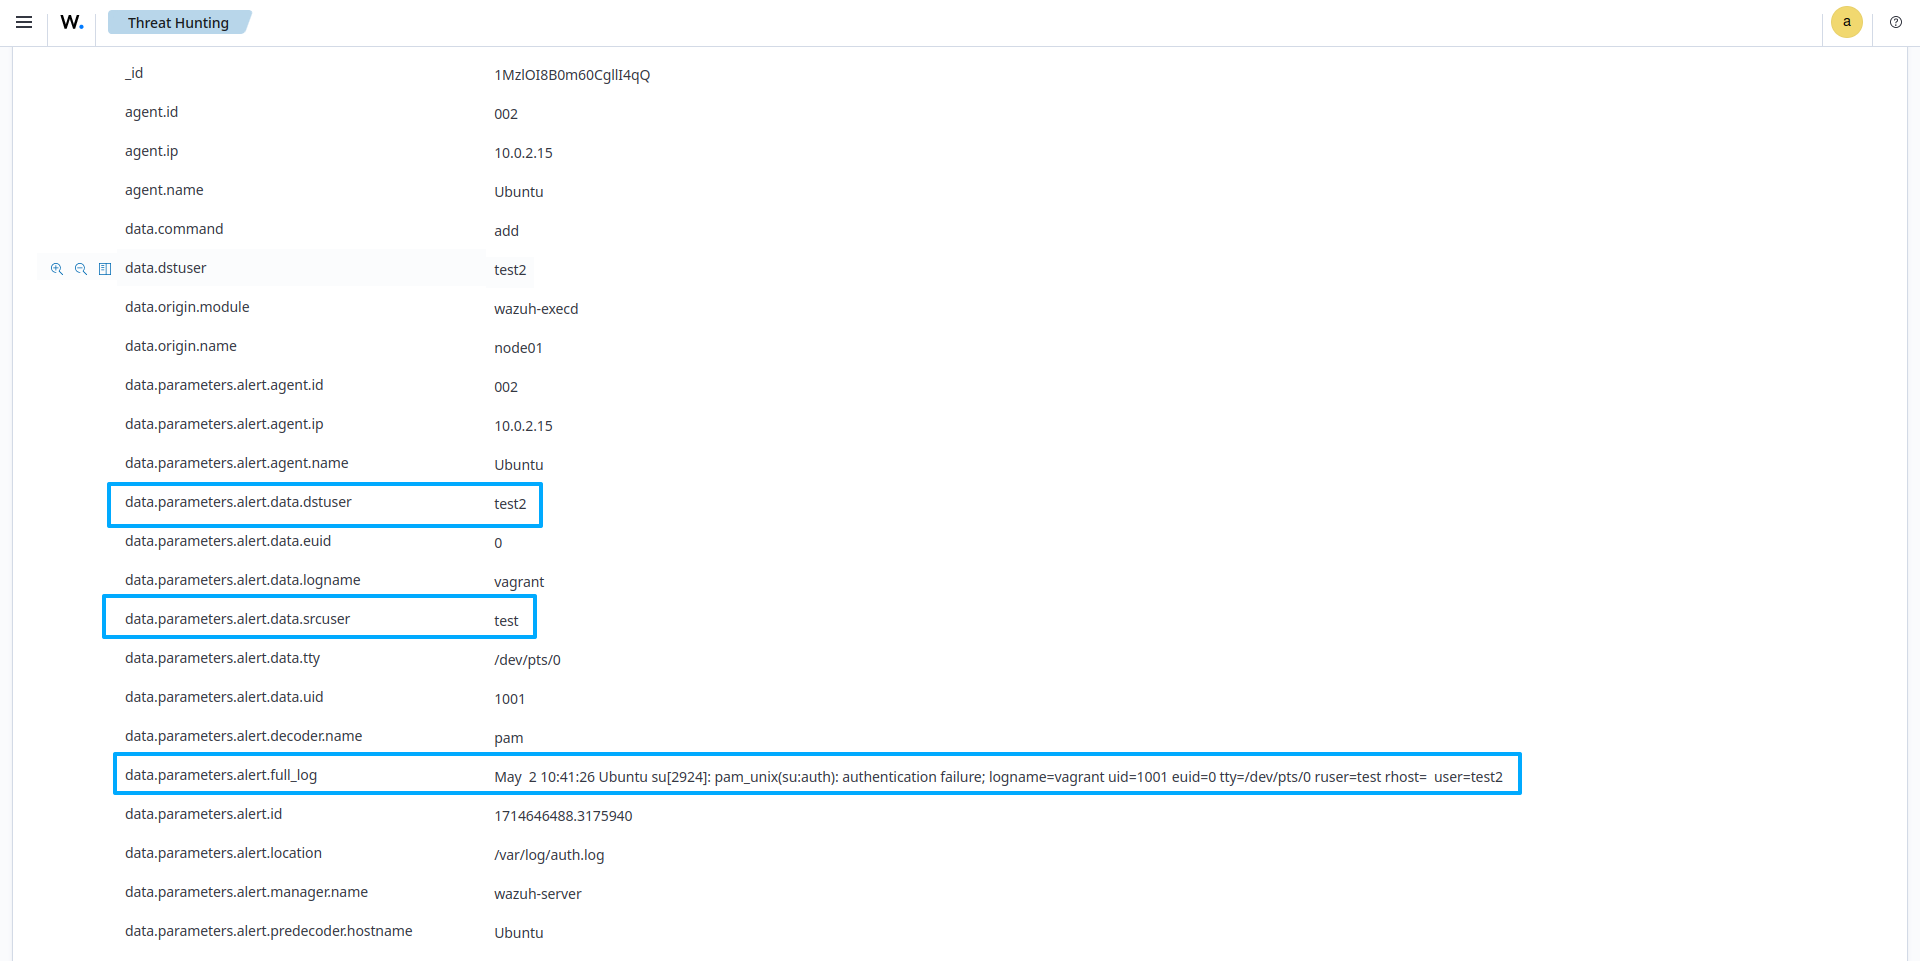 W.
Threat Hunting
a
_id 1MzlOI8B0m60CgllI4qQ
agent.id 002
agent.ip 10.0.2.15
agent.name Ubuntu
data.command add
data.dstuser test2
data.origin.module wazuh-execd
data.origin.name node01
data.parameters.alert.agent.id 002
data.parameters.alert.agent.ip 10.0.2.15
data.parameters.alert.agent.name Ubuntu
data.parameters.alert.data.dstuser test2
data.parameters.alert.data.euid 0
data.parameters.alert.data.logname vagrant
data.parameters.alert.data.srcuser test
data.parameters.alert.data.tty /dev/pts/0
data.parameters.alert.data.uid 1001
data.parameters.alert.decoder.name pam
data.parameters.alert.full_log May  2 10:41:26 Ubuntu su[2924]: pam_unix(su:auth): authentication failure; logname=vagrant uid=1001 euid=0 tty=/dev/pts/0 ruser=test rhost=  user=test2
data.parameters.alert.id 1714646488.3175940
data.parameters.alert.location /var/log/auth.log
data.parameters.alert.manager.name wazuh-server
data.parameters.alert.predecoder.hostname Ubuntu